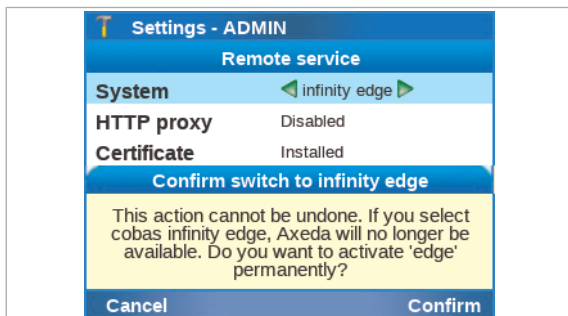 Settings - ADMIN
Remote service
System infinity edge
HTTP proxy Disabled
Certificate Installed
Confirm switch to infinity edge
This action cannot be undone. If you select
cobas infinity edge, Axeda will no longer be
available. Do you want to activate 'edge'
permanently?
Cancel Confirm